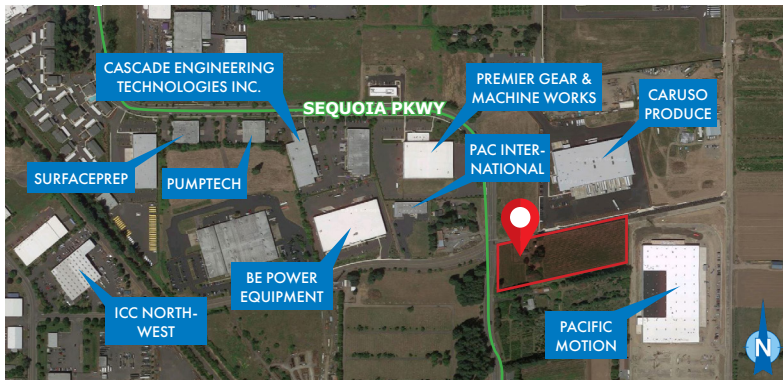 CASCADE ENGINEERING
TECHNOLOGIES INC.
SEQUOIA PKWY
PREMIER GEAR &
MACHINE WORKS
CARUSO
PRODUCE
SURFACEPREP
PUMPTECH
PAC INTER-
NATIONAL
BE POWER
EQUIPMENT
ICC NORTH-
WEST
PACIFIC
MOTION
N